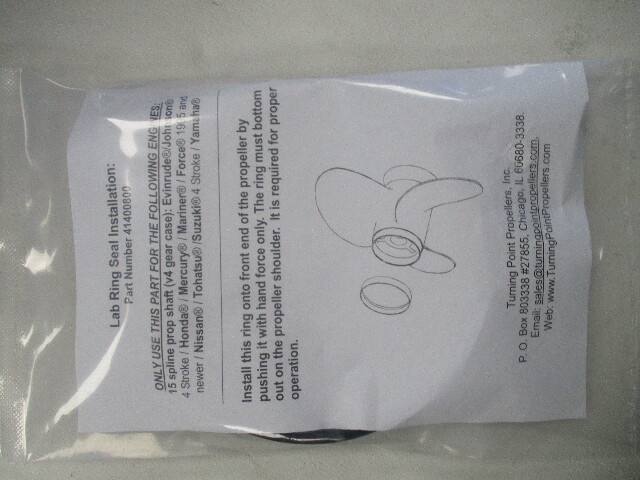 Lab Ring Seal Installation:
Part Number 41400800
ONLY USE THIS PART FOR THE FOLLOWING ENGINES:
15 spline prop shaft (v4 gear case): Evinrude®/Johnson®
4 Stroke / Honda® / Mercury® / Mariner® / Force® 1995 and
newer / Nissan® / Tohatsu® /Suzuki® 4 Stroke / Yamaha®
Install this ring onto front end of the propeller by
pushing it with hand force only. The ring must bottom
out on the propeller shoulder. It is required for proper
operation.
Turning Point Propellers, Inc.
P. O. Box 803338 #27855, Chicago, IL 60680-3338.
Email: sales@turningpointpropellers.com,
Web: www.TurningPointPropellers.com